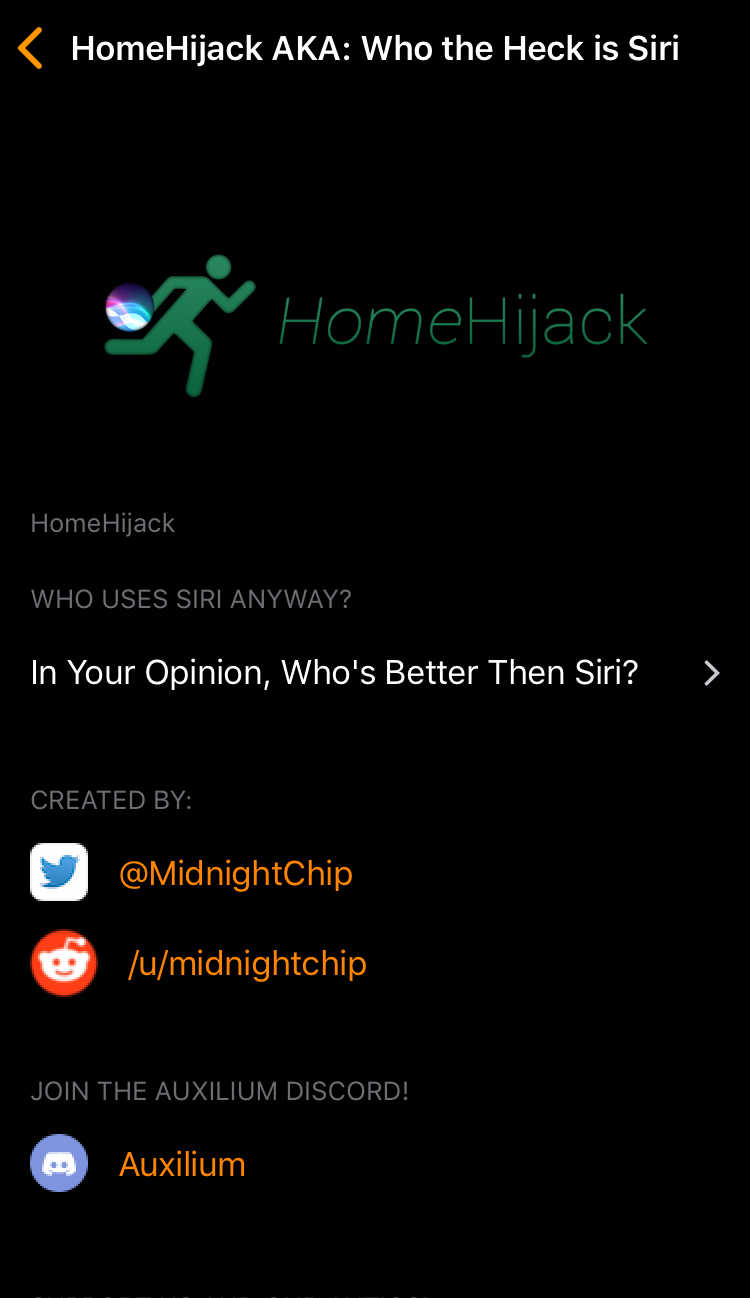 HomeHijack AKA: Who the Heck is Siri
HomeHijack
HomeHijack
WHO USES SIRI ANYWAY?
In Your Opinion, Who's Better Then Siri?
CREATED BY:
@MidnightChip
/u/midnightchip
JOIN THE AUXILIUM DISCORD!
Auxilium